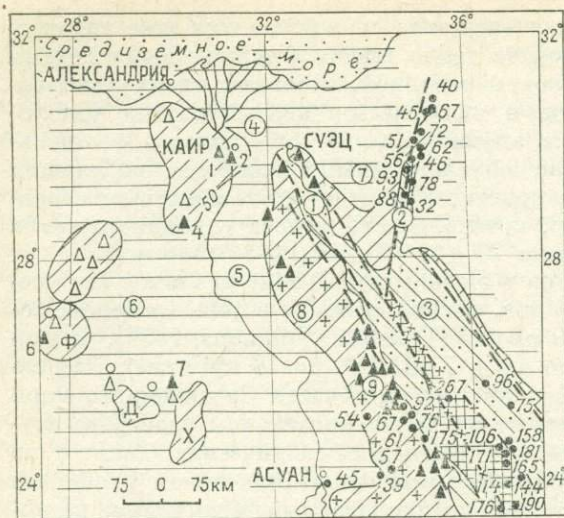 28° 32° 36°
32° 32°
Средиземное море
АЛЕКСАНДРИЯ
40
45 67
④ 72
КАИР СУЭЦ 51 62
1 2 56 46
⑦ 93 78
50 88 32
① ②
4
28° 28°
⑤ ③
⑥ ⑧
Ф
6 7 ⑨ 267 96
92 75
Д 54 67 76
Х 61 175 106 158
171 181
57 165
АСУАН 39 114 144
24° 45 24°
75 0 75км 176 190